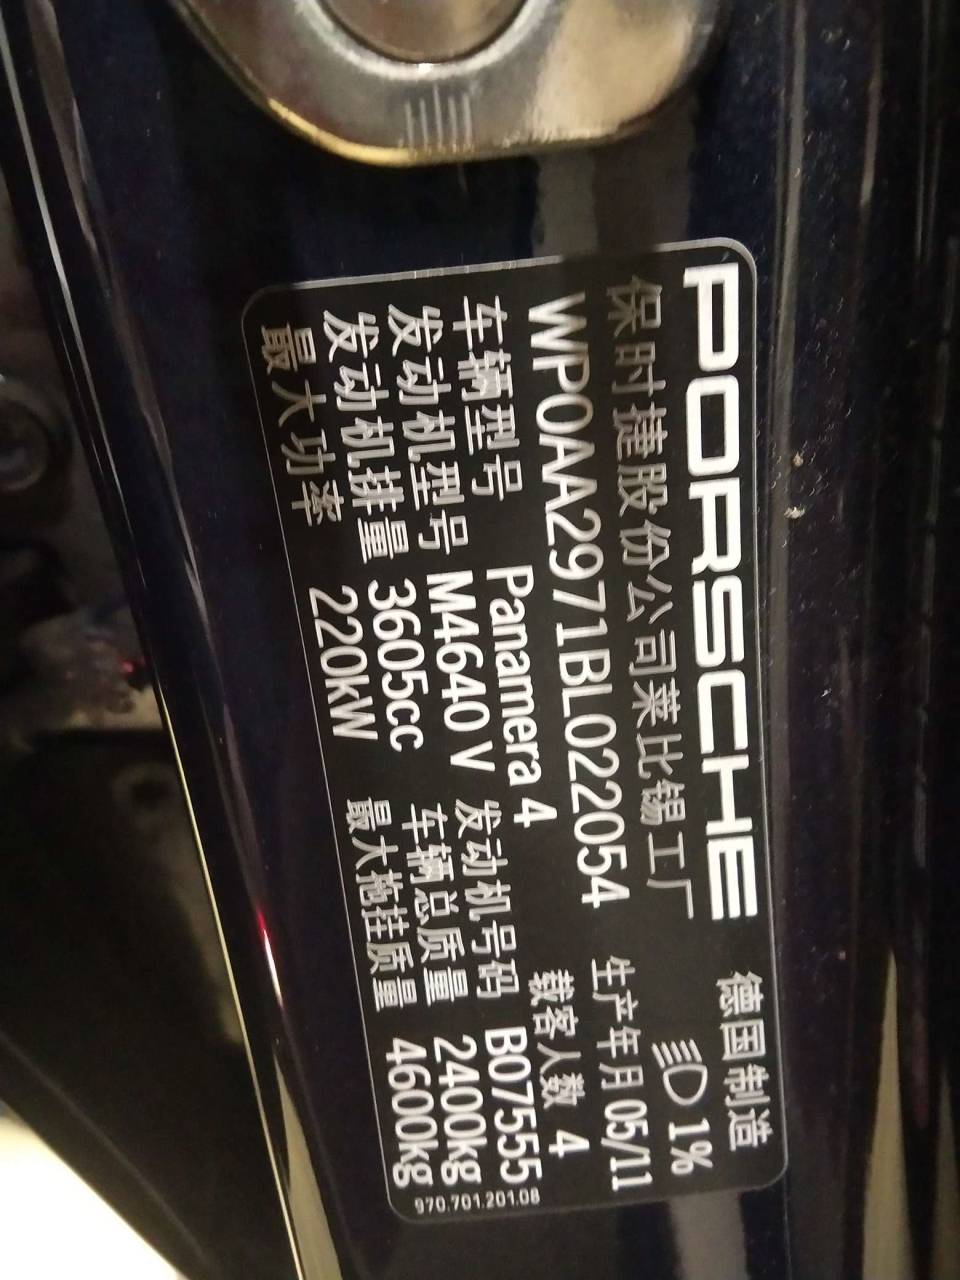 PORSCHE 德国制造
保时捷股份公司莱比锡工厂 1%
WP0AA2971BL022054 生产年月 05/11
车辆型号 Panamera 4 载客人数 4
发动机型号 M4640 V 发动机号码 B07555
发动机排量 3605cc 车辆总质量 2400kg
最大功率 220kW 最大拖挂质量 4600kg
970.701.201.08